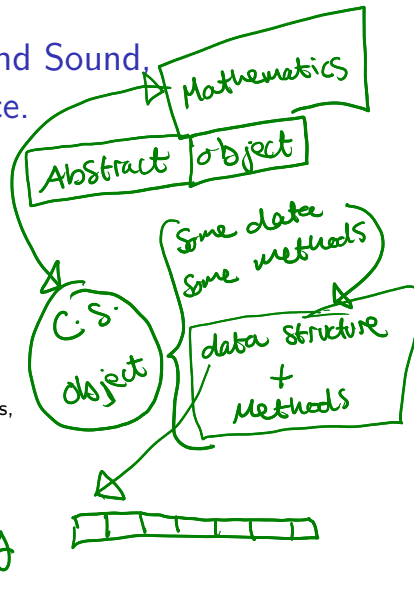 nd Sound,
ce.
Mathematics
Abstract object
Some data
Some methods
C.S.
object
data structure
+
Methods
s,